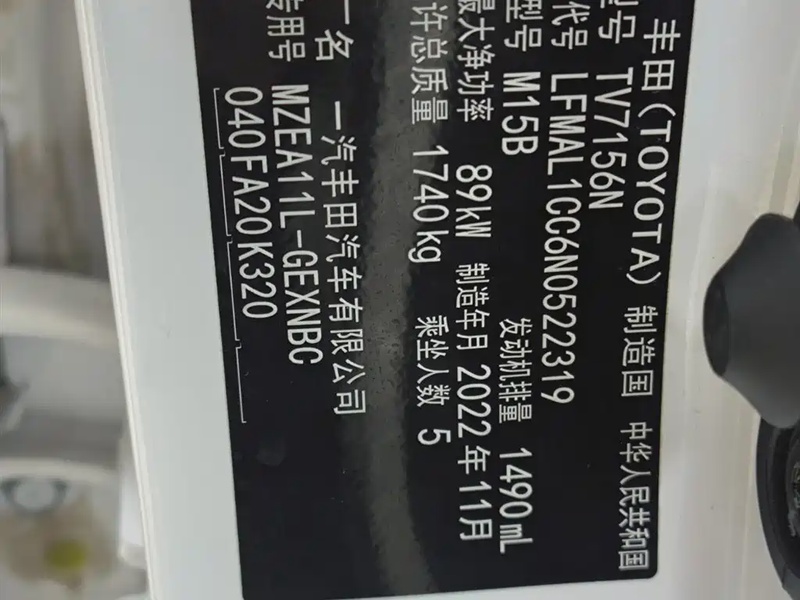 丰田(TOYOTA) 制造国 中华人民共和国
型号 TV7156N
代号 LFMAL1CC6N0522319
型号 M15B 发动机排量 1490mL
最大净功率 89kW 制造年月 2022年11月
许总质量 1740kg 乘坐人数 5
名 一汽丰田汽车有限公司
专用号 MZEA11L-GEXNBC
040FA20K320